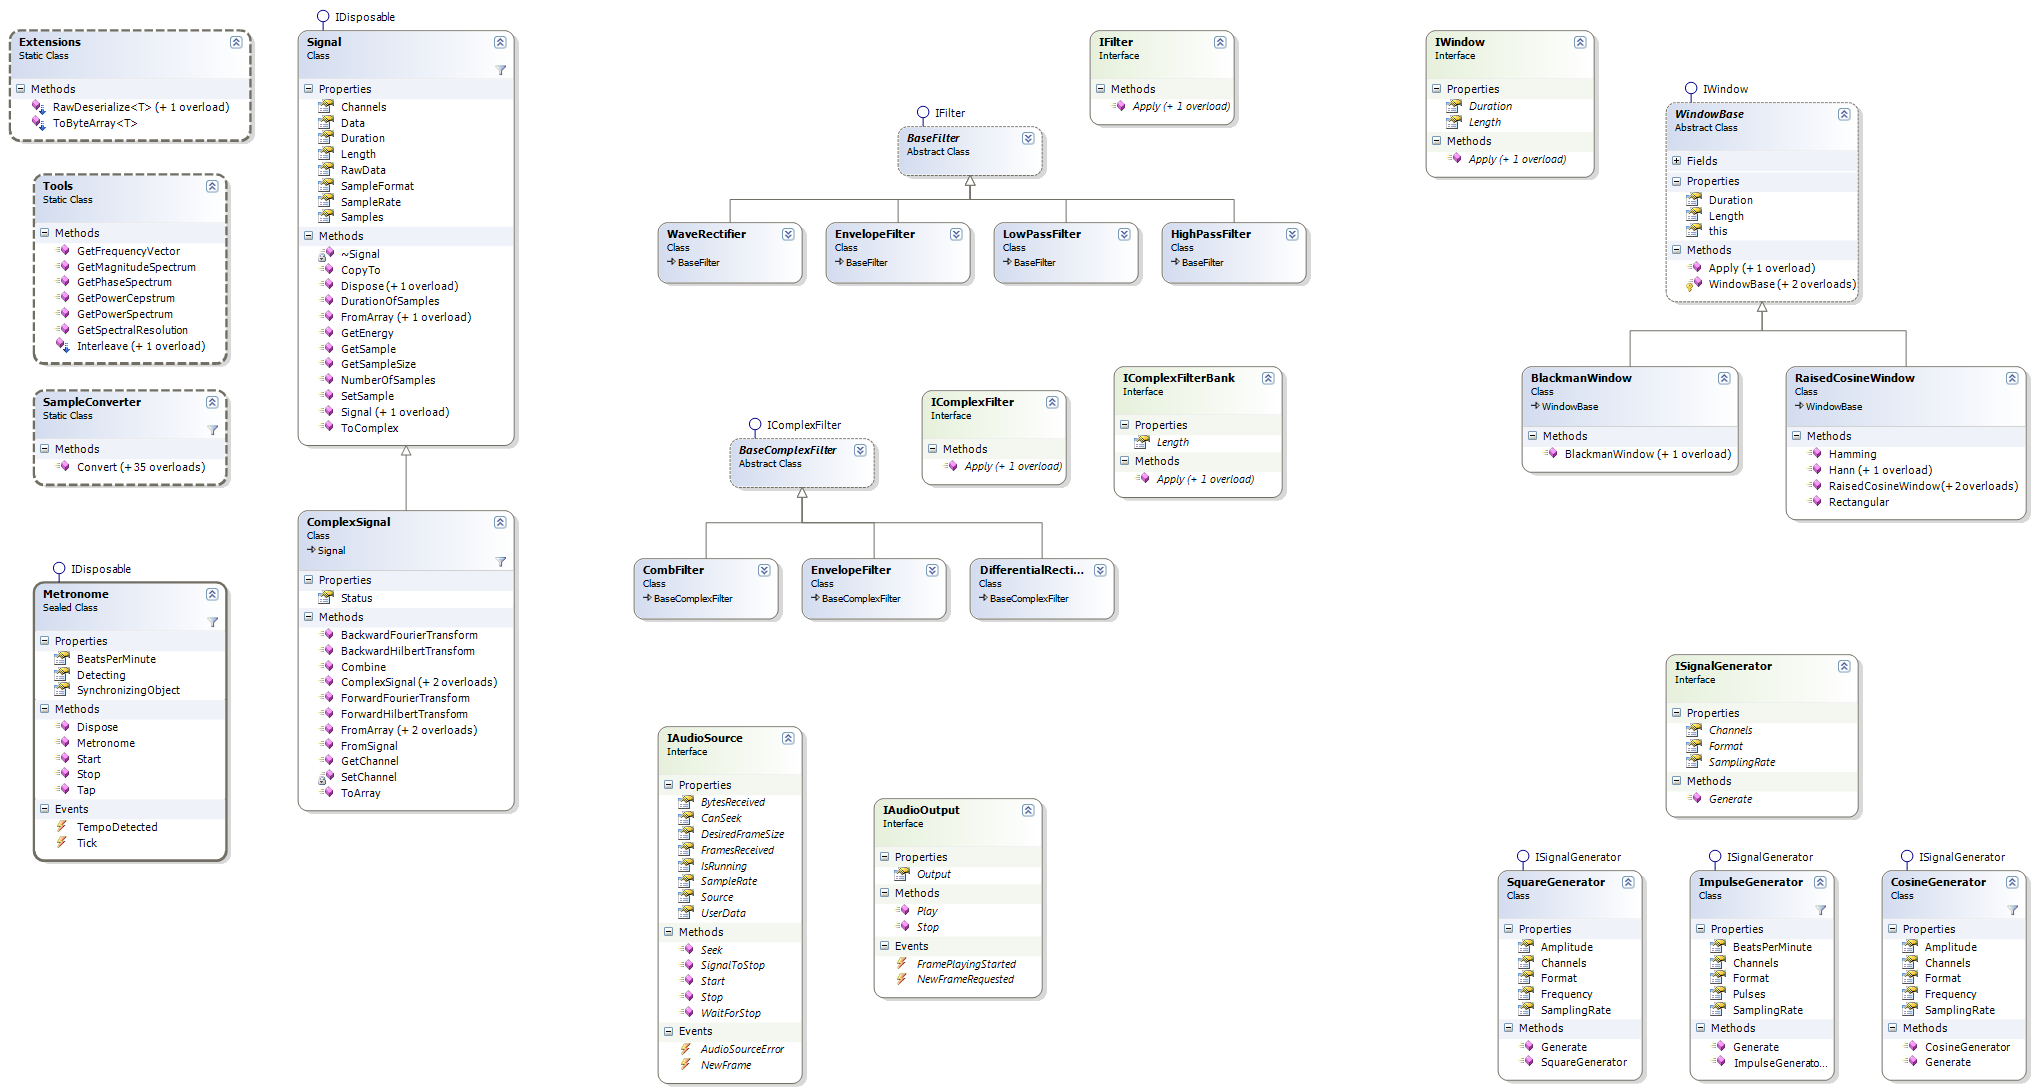 Extensions
Static Class
Methods
RawDeserialize<T> (+ 1 overload)
ToByteArray<T>
Tools
Static Class
Methods
GetFrequencyVector
GetMagnitudeSpectrum
GetPhaseSpectrum
GetPowerCepstrum
GetPowerSpectrum
GetSpectralResolution
Interleave (+ 1 overload)
SampleConverter
Static Class
Methods
Convert (+ 35 overloads)
IDisposable
Metronome
Sealed Class
Properties
BeatsPerMinute
Detecting
SynchronizingObject
Methods
Dispose
Metronome
Start
Stop
Tap
Events
TempoDetected
Tick
IDisposable
Signal
Class
Properties
Channels
Data
Duration
Length
RawData
SampleFormat
SampleRate
Samples
Methods
~Signal
CopyTo
Dispose (+ 1 overload)
DurationOfSamples
FromArray (+ 1 overload)
GetEnergy
GetSample
GetSampleSize
NumberOfSamples
SetSample
Signal (+ 1 overload)
ToComplex
ComplexSignal
Class
Signal
Properties
Status
Methods
BackwardFourierTransform
BackwardHilbertTransfom
Combine
ComplexSignal (+ 2 overloads)
ForwardFourierTransform
ForwardHilbertTransfom
FromArray (+ 2 overloads)
FromSignal
GetChannel
SetChannel
ToArray
IFilter
BaseFilter
Abstract Class
IFilter
Interface
Methods
Apply (+ 1 overload)
WaveRectifier
Class
BaseFilter
EnvelopeFilter
Class
BaseFilter
LowPassFilter
Class
BaseFilter
HighPassFilter
Class
BaseFilter
IComplexFilter
BaseComplexFilter
Abstract Class
IComplexFilter
Interface
Methods
Apply (+ 1 overload)
IComplexFilterBank
Interface
Properties
Length
Methods
Apply (+ 1 overload)
CombFilter
Class
BaseComplexFilter
EnvelopeFilter
Class
BaseComplexFilter
DifferentialRecti...
Class
BaseComplexFilter
IAudioSource
Interface
Properties
BytesReceived
CanSeek
DesiredFrameSize
FramesReceived
IsRunning
SampleRate
Source
UserData
Methods
Seek
SignalToStop
Start
Stop
WaitForStop
Events
AudioSourceError
NewFrame
IAudioOutput
Interface
Properties
Output
Methods
Play
Stop
Events
FramePlayingStarted
NewFrameRequested
IWindow
Interface
Properties
Duration
Length
Methods
Apply (+ 1 overload)
IWindow
WindowBase
Abstract Class
Fields
Properties
Duration
Length
this
Methods
Apply (+ 1 overload)
WindowBase (+ 2 overloads)
BlackmanWindow
Class
WindowBase
Methods
BlackmanWindow (+ 1 overload)
RaisedCosineWindow
Class
WindowBase
Methods
Hamming
Hann (+ 1 overload)
RaisedCosineWindow (+ 2 overloads)
Rectangular
ISignalGenerator
Interface
Properties
Channels
Format
SamplingRate
Methods
Generate
ISignalGenerator
SquareGenerator
Class
Properties
Amplitude
Channels
Format
Frequency
SamplingRate
Methods
Generate
SquareGenerator
ISignalGenerator
ImpulseGenerator
Class
Properties
BeatsPerMinute
Channels
Format
Pulses
SamplingRate
Methods
Generate
ImpulseGenerato...
ISignalGenerator
CosineGenerator
Class
Properties
Amplitude
Channels
Format
Frequency
SamplingRate
Methods
CosineGenerator
Generate